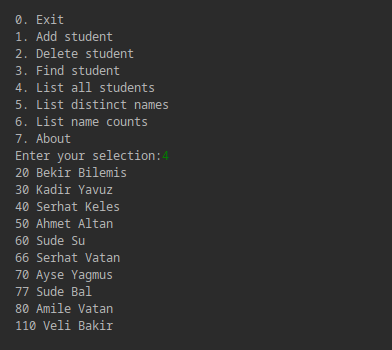 0. Exit
1. Add student
2. Delete student
3. Find student
4. List all students
5. List distinct names
6. List name counts
7. About
Enter your selection:4
20 Bekir Bilemis
30 Kadir Yavuz
40 Serhat Keles
50 Ahmet Altan
60 Sude Su
66 Serhat Vatan
70 Ayse Yagmus
77 Sude Bal
80 Amile Vatan
110 Veli Bakir